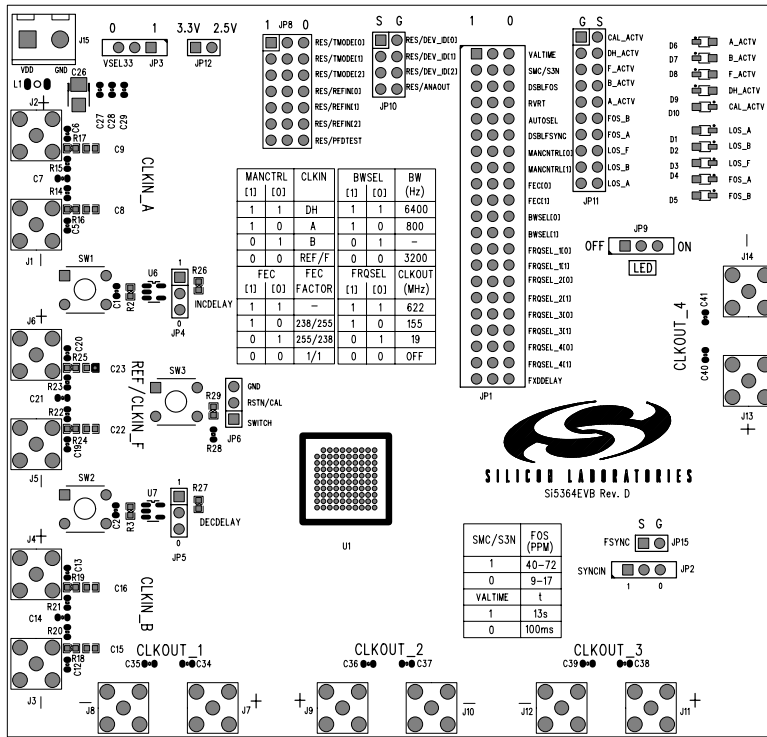 0 1
3.3V 2.5V
J15
VSEL33 JP3
JP12
VDD GND
1 JP8 0
RES/TMODE[0]
RES/TMODE[1]
RES/TMODE[2]
RES/REFIN[0]
RES/REFIN[1]
RES/REFIN[2]
RES/PFDTEST
S G
RES/DEV_ID[0]
RES/DEV_ID[1]
RES/DEV_ID[2]
RES/ANAOUT
JP10
1 0
VALTIME
SMC/S3N
DSBLFOS
RVRT
AUTOSEL
DSBLFSYNC
MANCNTRL[0]
MANCNTRL[1]
FEC[0]
FEC[1]
BWSEL[0]
BWSEL[1]
FRQSEL_1[0]
FRQSEL_1[1]
FRQSEL_2[0]
FRQSEL_2[1]
FRQSEL_3[0]
FRQSEL_3[1]
FRQSEL_4[0]
FRQSEL_4[1]
FXDDELAY
JP1
G S
CAL_ACTV
DH_ACTV
F_ACTV
B_ACTV
A_ACTV
FOS_B
FOS_A
LOS_F
LOS_B
LOS_A
JP11
D6 A_ACTV
D7 B_ACTV
D8 F_ACTV
D9 DH_ACTV
D10 CAL_ACTV
D1 LOS_A
D2 LOS_B
D3 LOS_F
D4 FOS_A
D5 FOS_B
JP9
OFF ON
LED
L1
C26
C27
C28
C29
J2 +
C6
R17
C9
R15
C7
R14
C8
R16
C5
J1 −
CLKIN_A
MANCTRL CLKIN BWSEL BW
[1] [0] [1] [0] (Hz)
1 1 DH 1 1 6400
1 0 A 1 0 800
0 1 B 0 1 −
0 0 REF/F 0 0 3200
FEC FEC FRQSEL CLKOUT
[1] [0] FACTOR [1] [0] (MHz)
1 1 − 1 1 622
1 0 238/255 1 0 155
0 1 255/238 0 1 19
0 0 1/1 0 0 OFF
SW1
C1
R2
U6
1
0
JP4
R26
INCDELAY
J6 +
C20
R25
C23
R23
C21
R22
C22
R24
C19
J5 −
REF/CLKIN_F
SW3
R29
R28
GND
RSTN/CAL
SWITCH
JP6
J14 −
C41
C40
J13
+
CLKOUT_4
SILICON LABORATORIES
Si5364EVB Rev. D
U1
SW2
C2
R3
U7
1
0
JP5
R27
DECDELAY
J4 +
C13
R19
C16
R21
C14
R20
C15
R18
C12
J3 −
CLKIN_B
SMC/S3N FOS (PPM)
1 40-72
0 9-17
VALTIME t
1 13s
0 100ms
S G
FSYNC JP15
SYNCIN JP2
1 0
CLKOUT_1
C35 C34
− J8 J7 +
CLKOUT_2
C36 C37
+ J9 J10 −
CLKOUT_3
C39 C38
− J12 J11 +